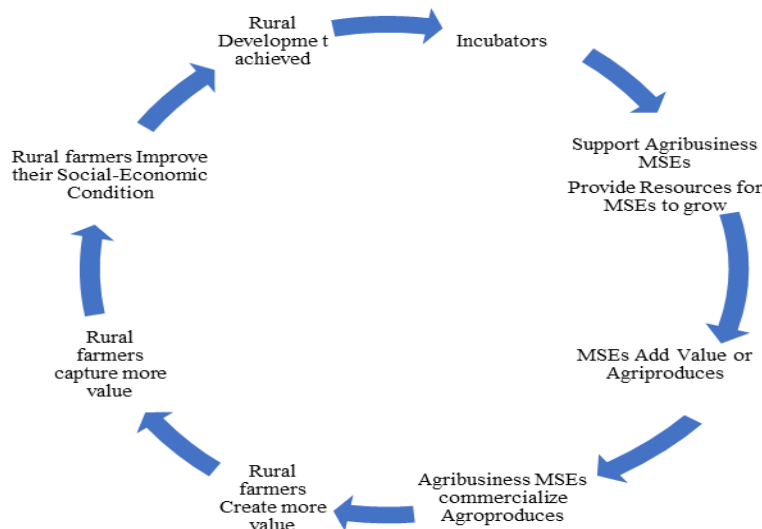 Rural
Developme t
achieved
Incubators
Support Agribusiness
MSEs
Provide Resources for
MSEs to grow
MSEs Add Value or
Agriproduces
Agribusiness MSEs
commercialize
Agroproduces
Rural
farmers
Create more
value
Rural
farmers
capture more
value
Rural farmers Improve
their Social-Economic
Condition